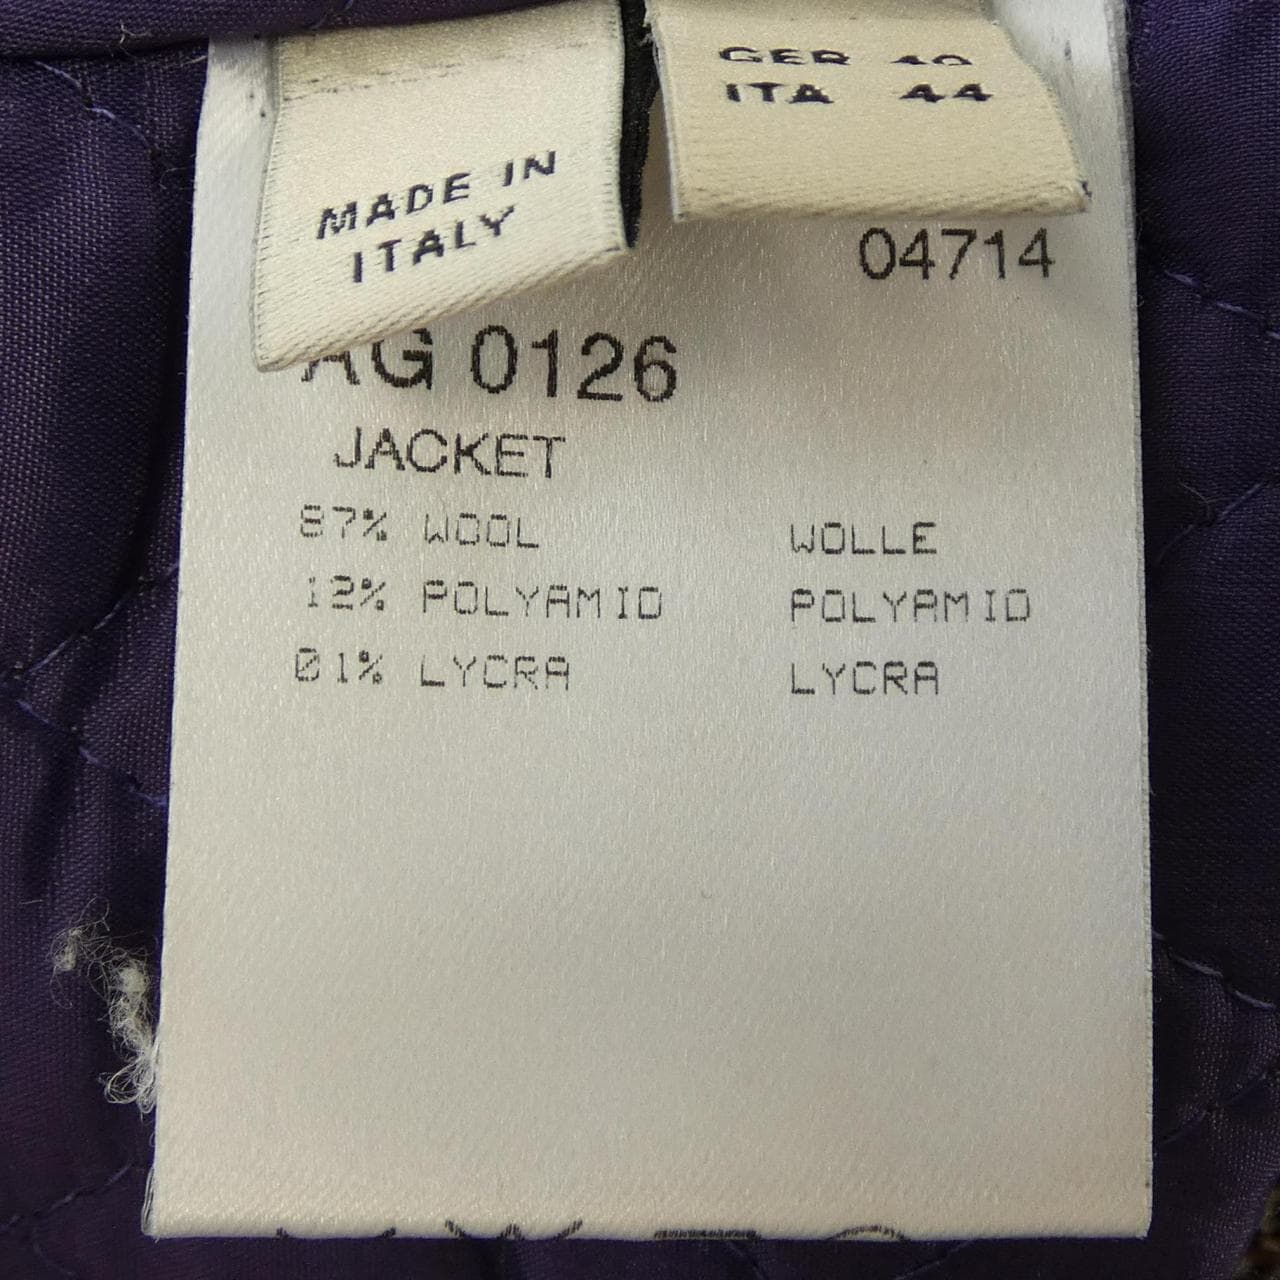 GER 40
ITA 44
MADE IN
ITALY
04714
AG 0126
JACKET
87% WOOL WOLLE
12% POLYAMID POLYAMID
01% LYCRA LYCRA